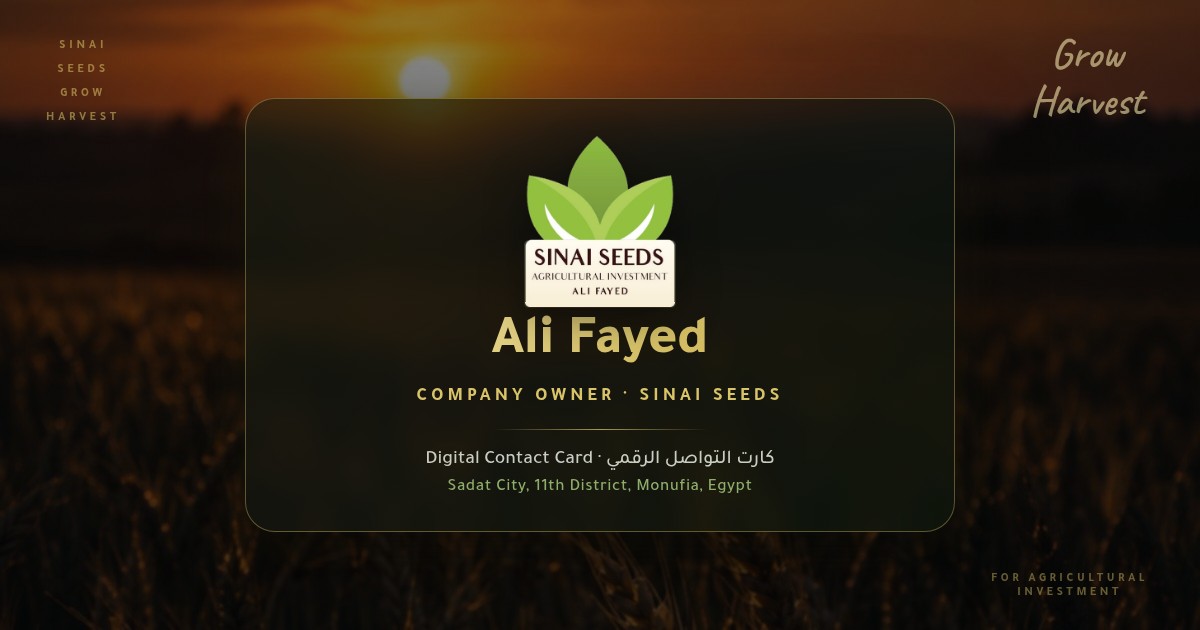 SINAI
SEEDS
GROW
HARVEST
Grow
Harvest
SINAI SEEDS
AGRICULTURAL INVESTMENT
ALI FAYED
Ali Fayed
COMPANY OWNER · SINAI SEEDS
Digital Contact Card · كارت التواصل الرقمي
Sadat City, 11th District, Monufia, Egypt
FOR AGRICULTURAL
INVESTMENT